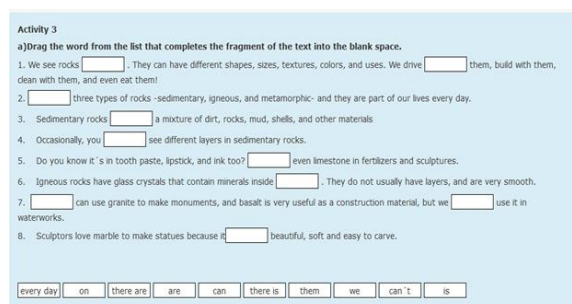 Activity 3
a)Drag the word from the list that completes the fragment of the text into the blank space.
1. We see rocks . They can have different shapes, sizes, textures, colors, and uses. We drive them, build with them,
clean with them, and even eat them!
2. three types of rocks -sedimentary, igneous, and metamorphic- and they are part of our lives every day.
3. Sedimentary rocks a mixture of dirt, rocks, mud, shells, and other materials
4. Occasionally, you see different layers in sedimentary rocks.
5. Do you know it´s in tooth paste, lipstick, and ink too? even limestone in fertilizers and sculptures.
6. Igneous rocks have glass crystals that contain minerals inside . They do not usually have layers, and are very smooth.
7. can use granite to make monuments, and basalt is very useful as a construction material, but we use it in
waterworks.
8. Sculptors love marble to make statues because it beautiful, soft and easy to carve.
every day on there are are can there is them we can´t is